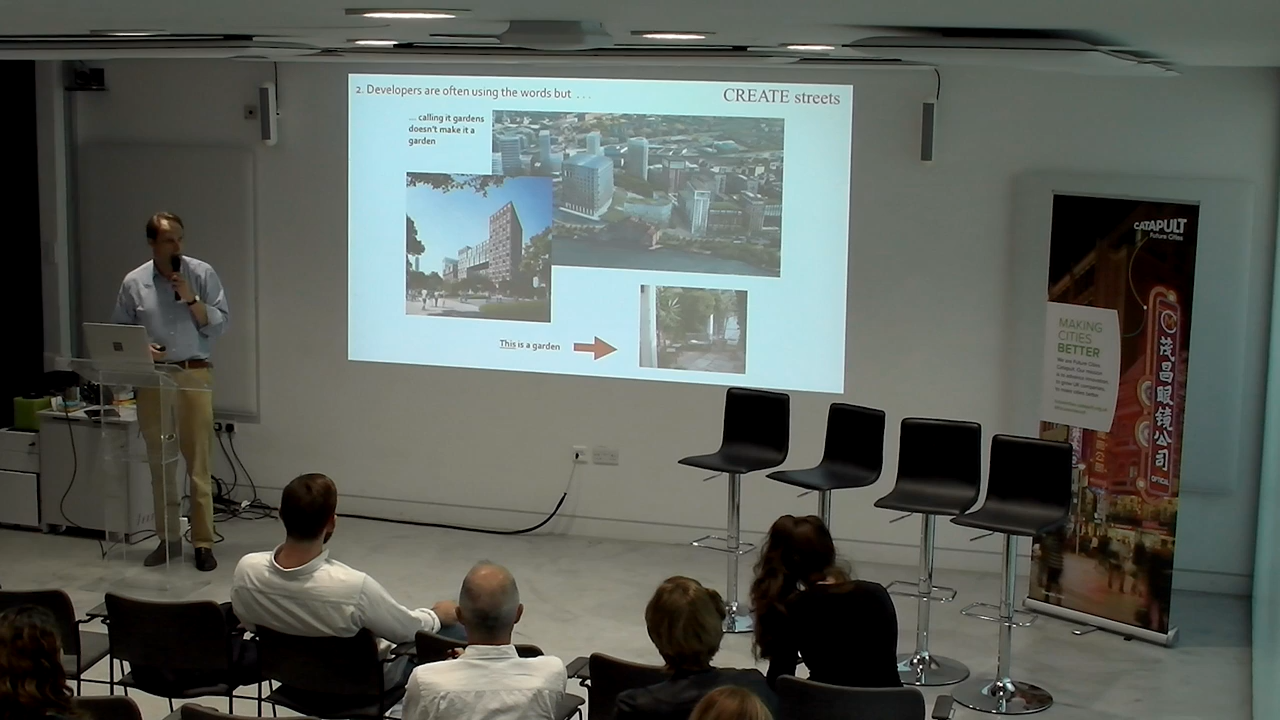 2. Developers are often using the words but ...
CREATE streets
... calling it gardens
doesn't make it a
garden
This is a garden
CATAPULT
Future Cities
MAKING
CITIES
BETTER
茂昌眼镜公司
OPTICAL